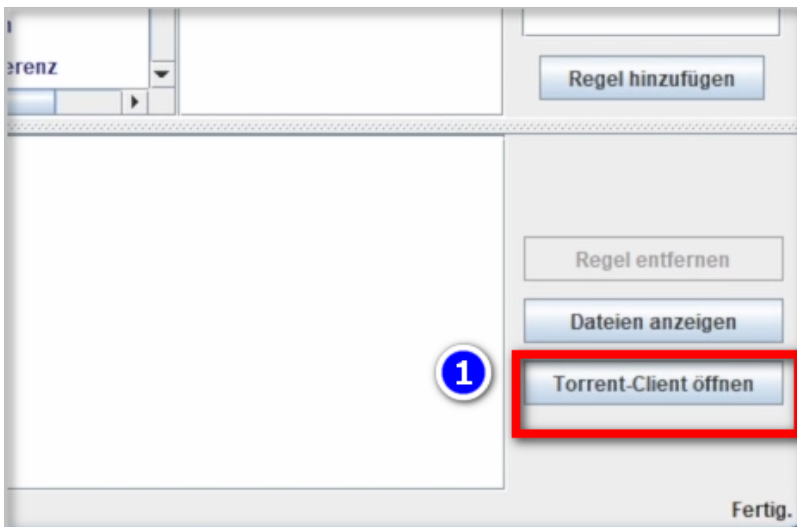 erenz
Regel hinzufügen
Regel entfernen
Dateien anzeigen
1
Torrent-Client öffnen
Fertig.